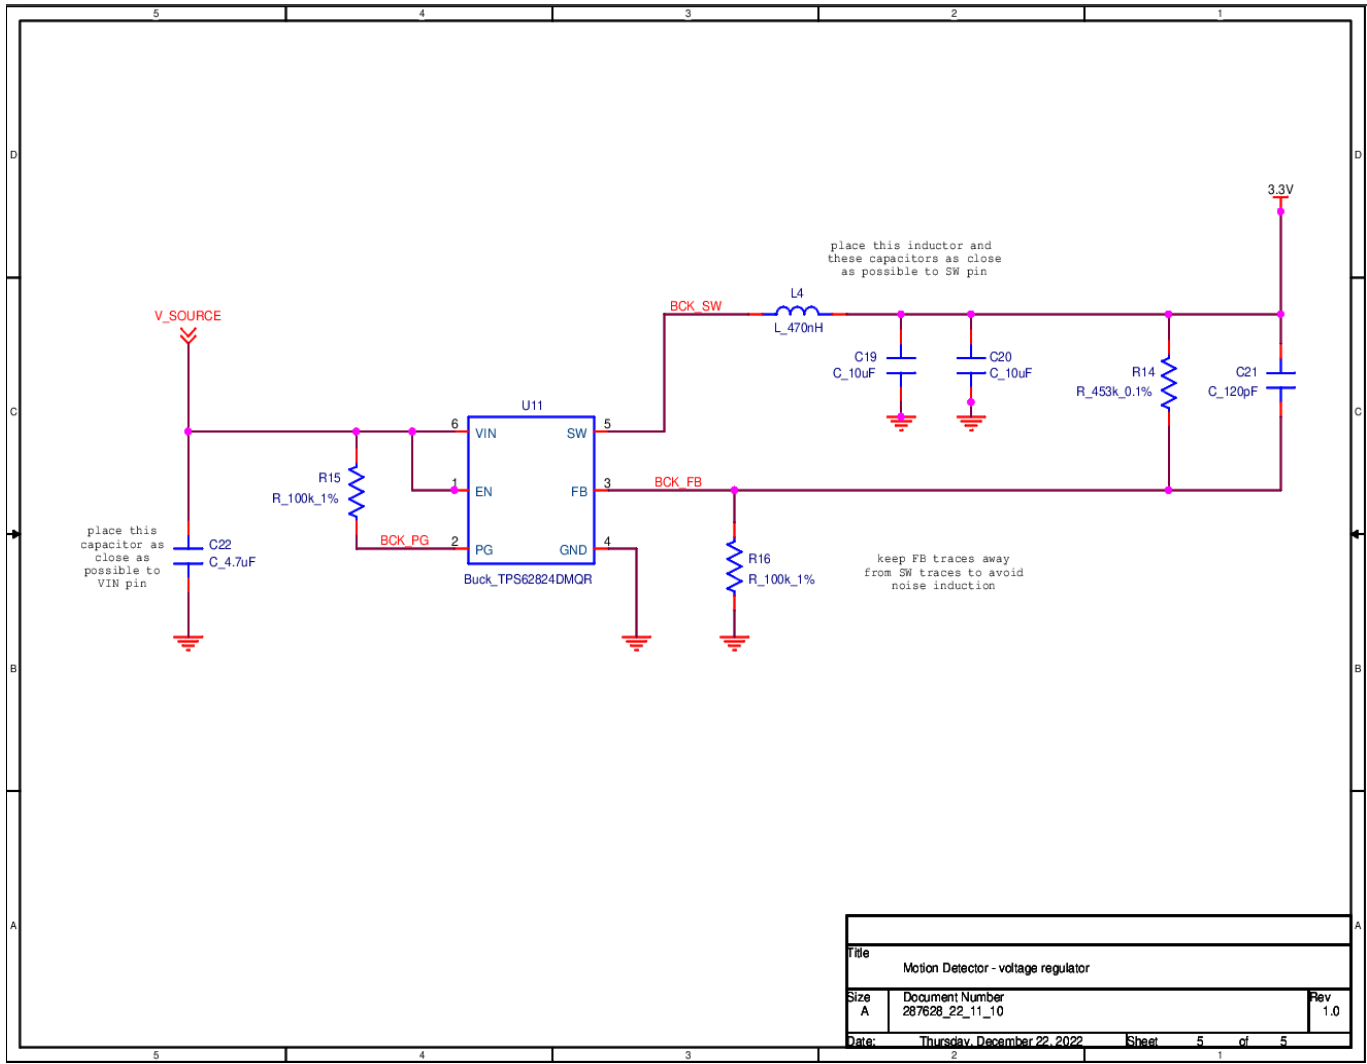 5
4
3
2
1
D
D
3.3V
place this inductor and
these capacitors as close
as possible to SW pin
L4
BCK_SW
L_470nH
V_SOURCE
C19
C_10uF
C20
C_10uF
R14
R_453k_0.1%
C21
C_120pF
C
C
U11
6
VIN
SW
5
R15
R_100k_1%
1
EN
FB
3
BCK_FB
BCK_PG
2
PG
GND
4
Buck_TPS62824DMQR
place this
capacitor as
close as
possible to
VIN pin
C22
C_4.7uF
R16
R_100k_1%
keep FB traces away
from SW traces to avoid
noise induction
B
B
A
A
Title
Motion Detector - voltage regulator
Size
A
Document Number
287628_22_11_10
Rev
1.0
Date:
Thursday, December 22, 2022
Sheet
5
of
5
5
4
3
2
1